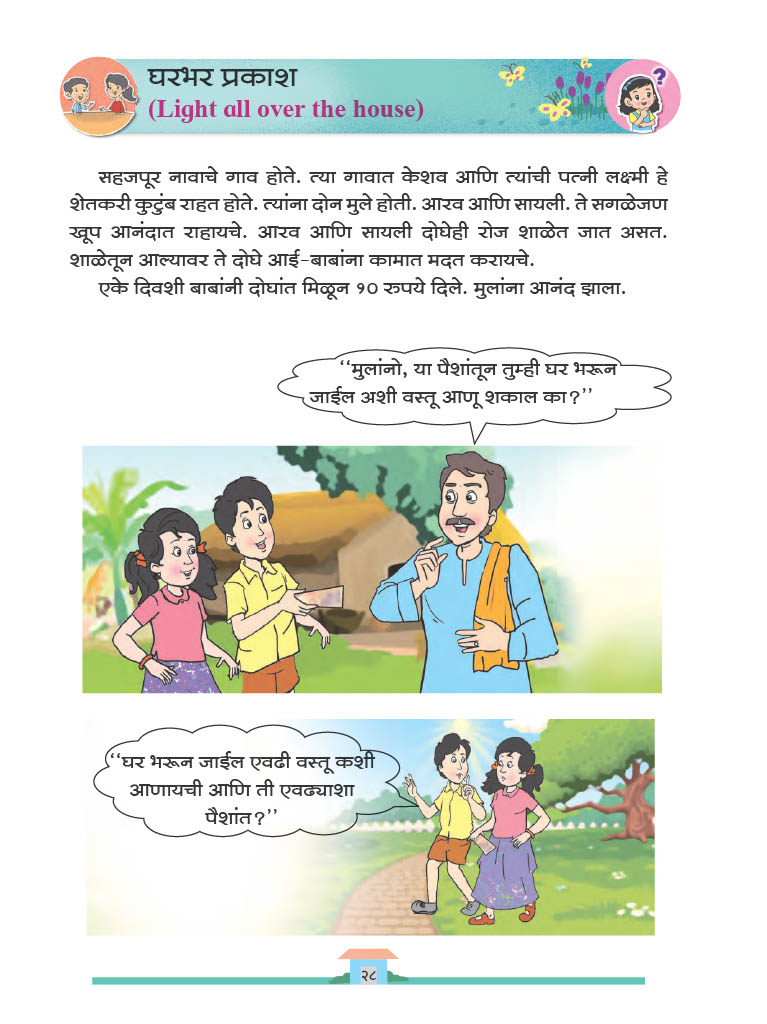 घरभर प्रकाश
(Light all over the house)
?
सहजपूर नावाचे गाव होते. त्या गावात केशव आणि त्यांची पत्नी लक्ष्मी हे
शेतकरी कुटुंब राहत होते. त्यांना दोन मुले होती. आरव आणि सायली. ते सगळेजण
खूप आनंदात राहायचे. आरव आणि सायली दोघेही रोज शाळेत जात असत.
शाळेतून आल्यावर ते दोघे आई-बाबांना कामात मदत करायचे.
एके दिवशी बाबांनी दोघांत मिळून १० रुपये दिले. मुलांना आनंद झाला.
‘‘मुलांनो, या पैशांतून तुम्ही घर भरून
जाईल अशी वस्तू आणू शकाल का?’’
‘‘घर भरून जाईल एवढी वस्तू कशी
आणायची आणि ती एवढ्याशा
पैशांत?’’
२८